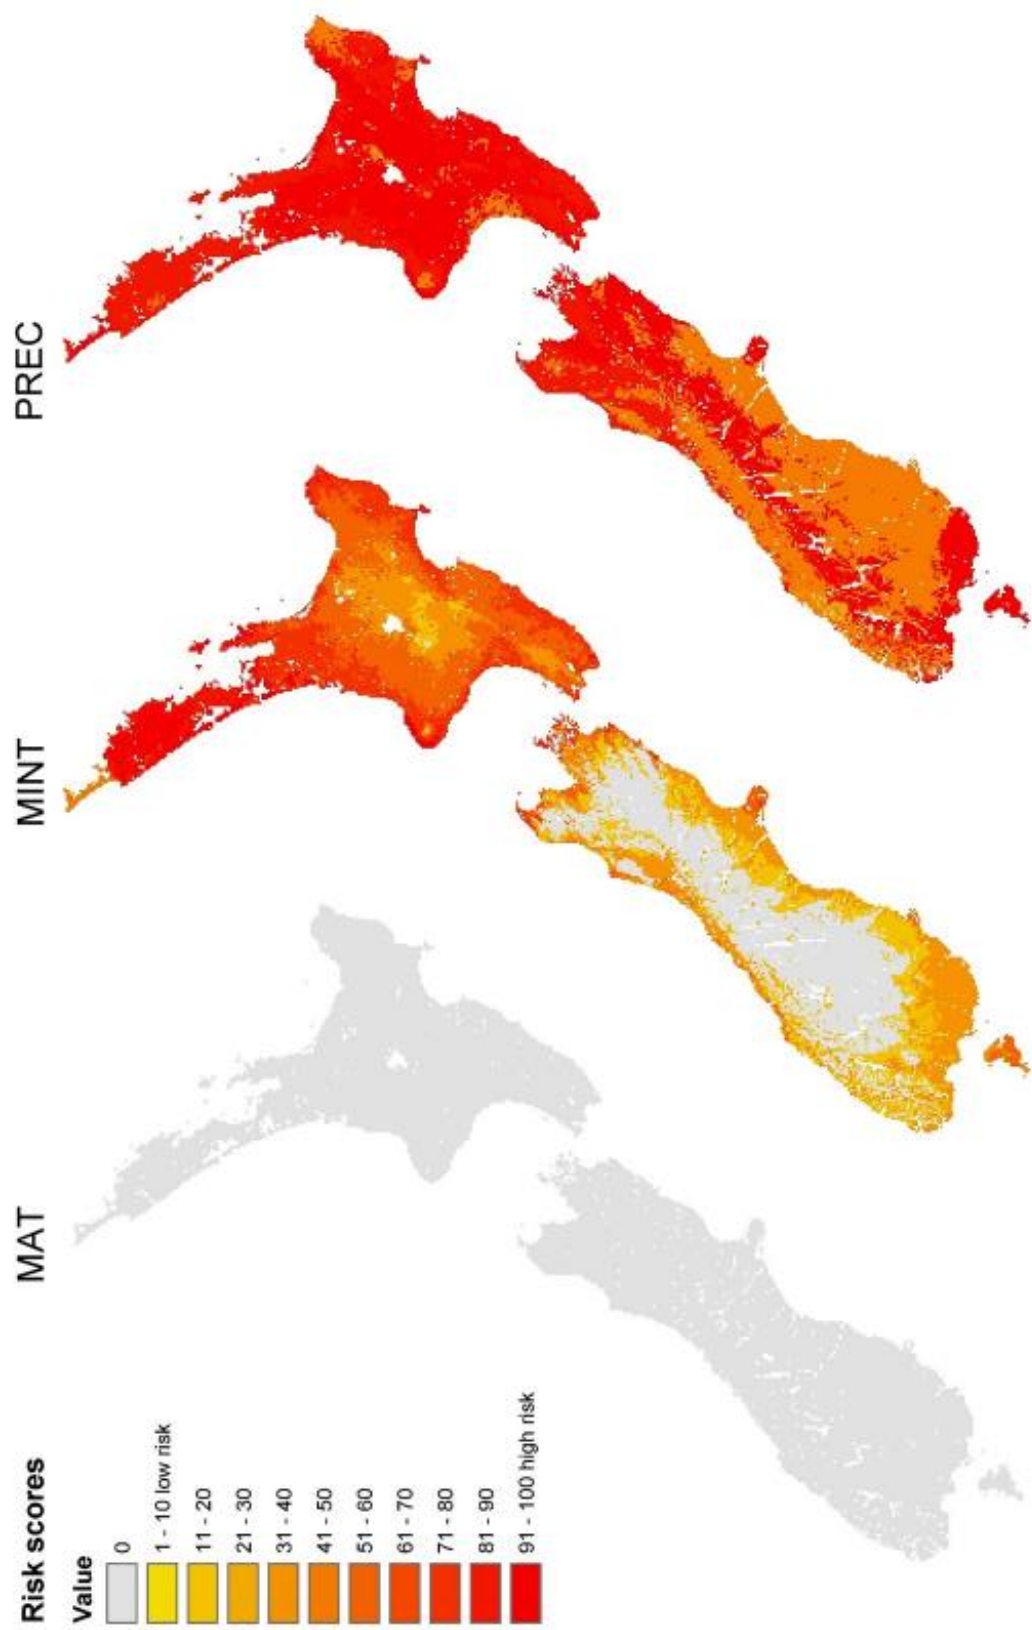 Risk scores
Value
0
1 - 10 low risk
11 - 20
21 - 30
31 - 40
41 - 50
51 - 60
61 - 70
71 - 80
81 - 90
91 - 100 high risk
MAT
MINT
PREC